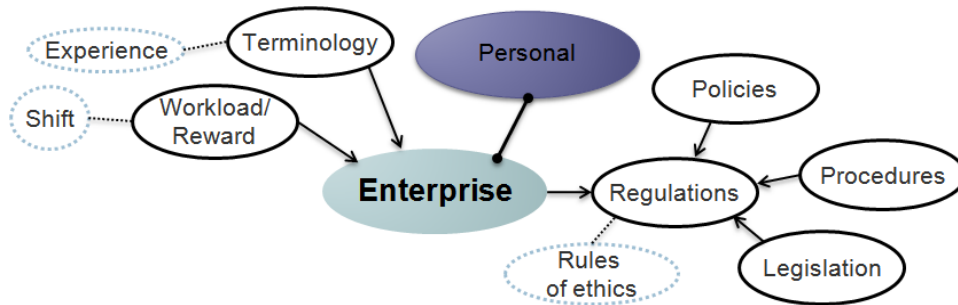 Experience
Terminology
Personal
Policies
Shift
Workload/
Reward
Enterprise
Regulations
Procedures
Rules
of ethics
Legislation